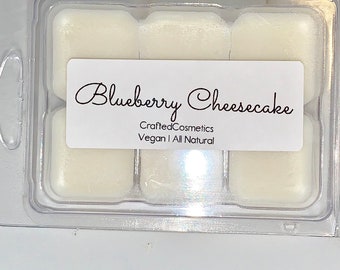 Blueberry Cheesecake
CraftedCosmetics
Vegan | All Natural